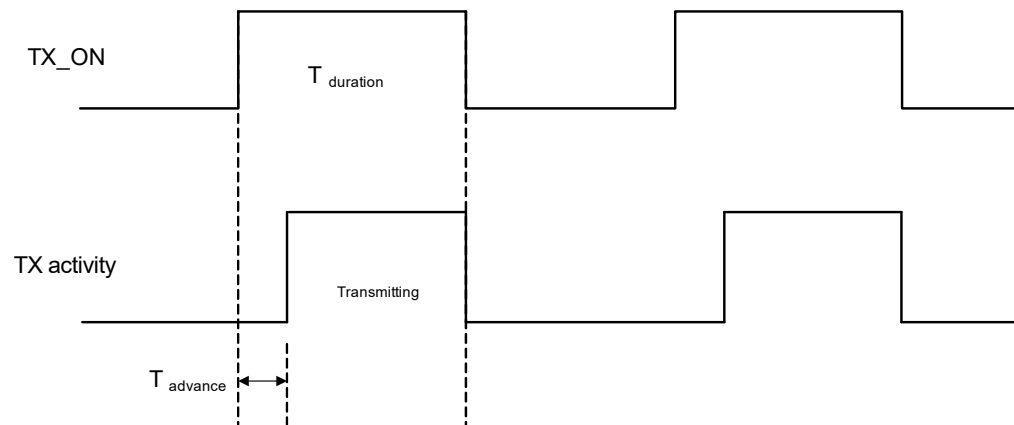 TX_ON
T duration
TX activity
Transmitting
T advance